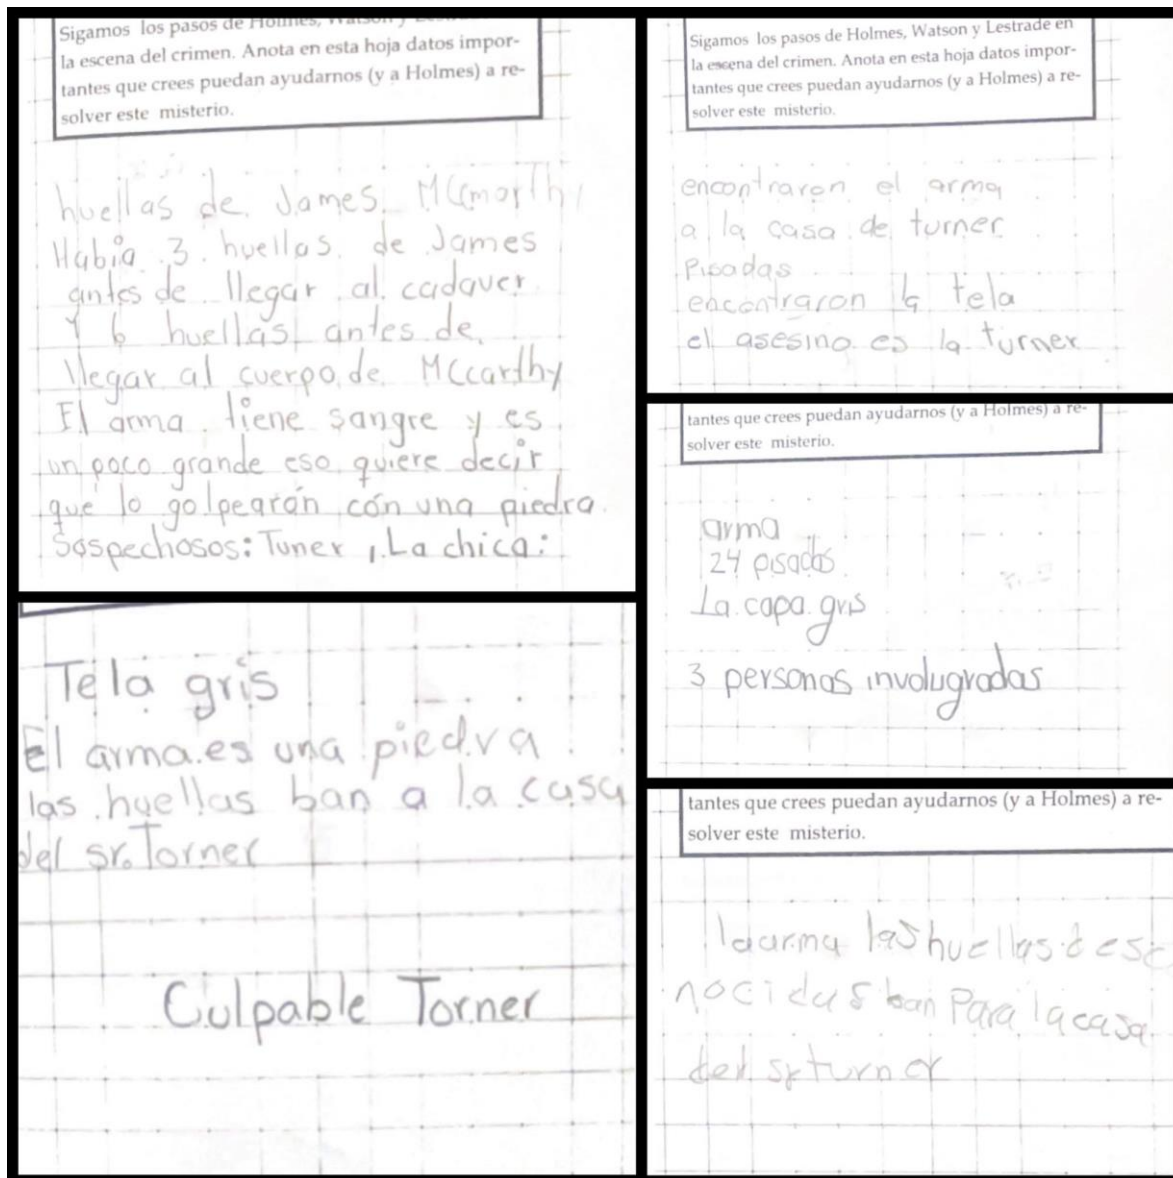 Sigamos los pasos de Holmes, Watson y
la escena del crimen. Anota en esta hoja datos impor-
tantes que crees puedan ayudarnos (y a Holmes) a re-
solver este misterio.
huellas de James
Habia 3 huellas de James
antes de llegar al cadaver
y 6 huellas antes de
llegar al cuerpo de MCcarthy
El arma tiene sangre y es
un poco grande eso quiere decir
que lo golpearon con una piedra
Sospechosos: Tuner, La chica:
Tela gris
El arma es una piedra
las huellas ban a la casa
del sr. Torner
Culpable Torner
Sigamos los pasos de Holmes, Watson y Lestrade en
la escena del crimen. Anota en esta hoja datos impor-
tantes que crees puedan ayudarnos (y a Holmes) a re-
solver este misterio.
encontraron el arma
a la casa de turner
Pisadas
encontraron la tela
el asesino es la turner
tantes que crees puedan ayudarnos (y a Holmes) a re-
solver este misterio.
arma
24 pisadas
La capa gris
3 personas involugradas
tantes que crees puedan ayudarnos (y a Holmes) a re-
solver este misterio.
laarma las huellas desc
nocidas ban Para la casa
del sr turner